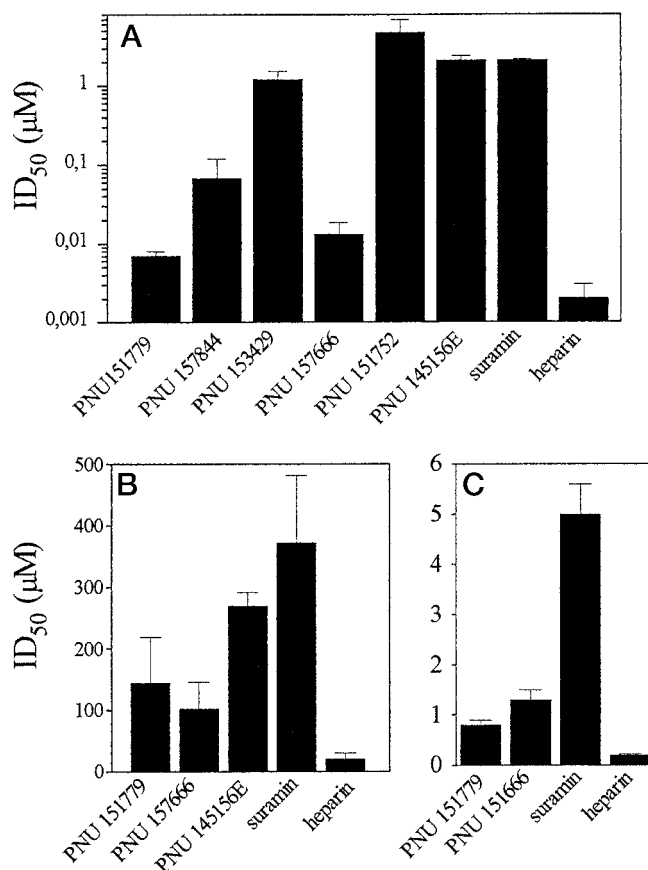 A
ID50 (µM)
1
0,1
0,01
0,001
PNU151779
PNU 157844
PNU 153429
PNU 157666
PNU 151752
PNU 145156E
suramin
heparin
B
ID50 (µM)
500
400
300
200
100
0
PNU 151779
PNU 157666
PNU 145156E
suramin
heparin
C
6
5
4
3
2
1
0
PNU 151779
PNU 151666
suramin
heparin